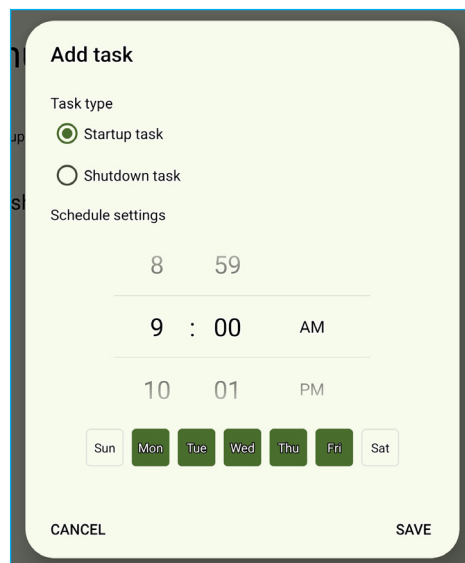 Add task
Task type
Startup task
Shutdown task
Schedule settings
8 59
9 : 00 AM
10 01 PM
Sun Mon Tue Wed Thu Fri Sat
CANCEL SAVE